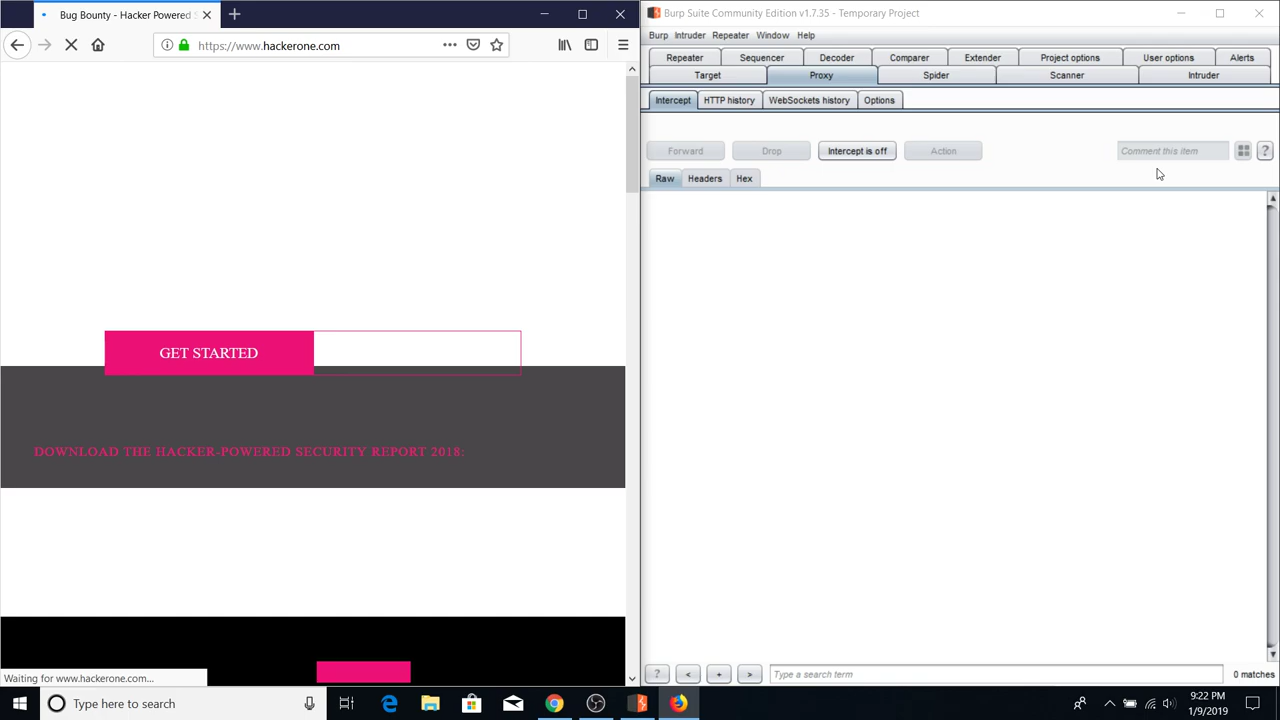 Bug Bounty - Hacker Powered S
https://www.hackerone.com
GET STARTED
DOWNLOAD THE HACKER-POWERED SECURITY REPORT 2018:
Waiting for www.hackerone.com...
Burp Suite Community Edition v1.7.35 - Temporary Project
Burp Intruder Repeater Window Help
Repeater Sequencer Decoder Comparer Extender Project options User options Alerts
Target Proxy Spider Scanner Intruder
Intercept HTTP history WebSockets history Options
Forward Drop Intercept is off Action Comment this item ?
Raw Headers Hex
? < + > Type a search term 0 matches
Type here to search
9:22 PM
1/9/2019